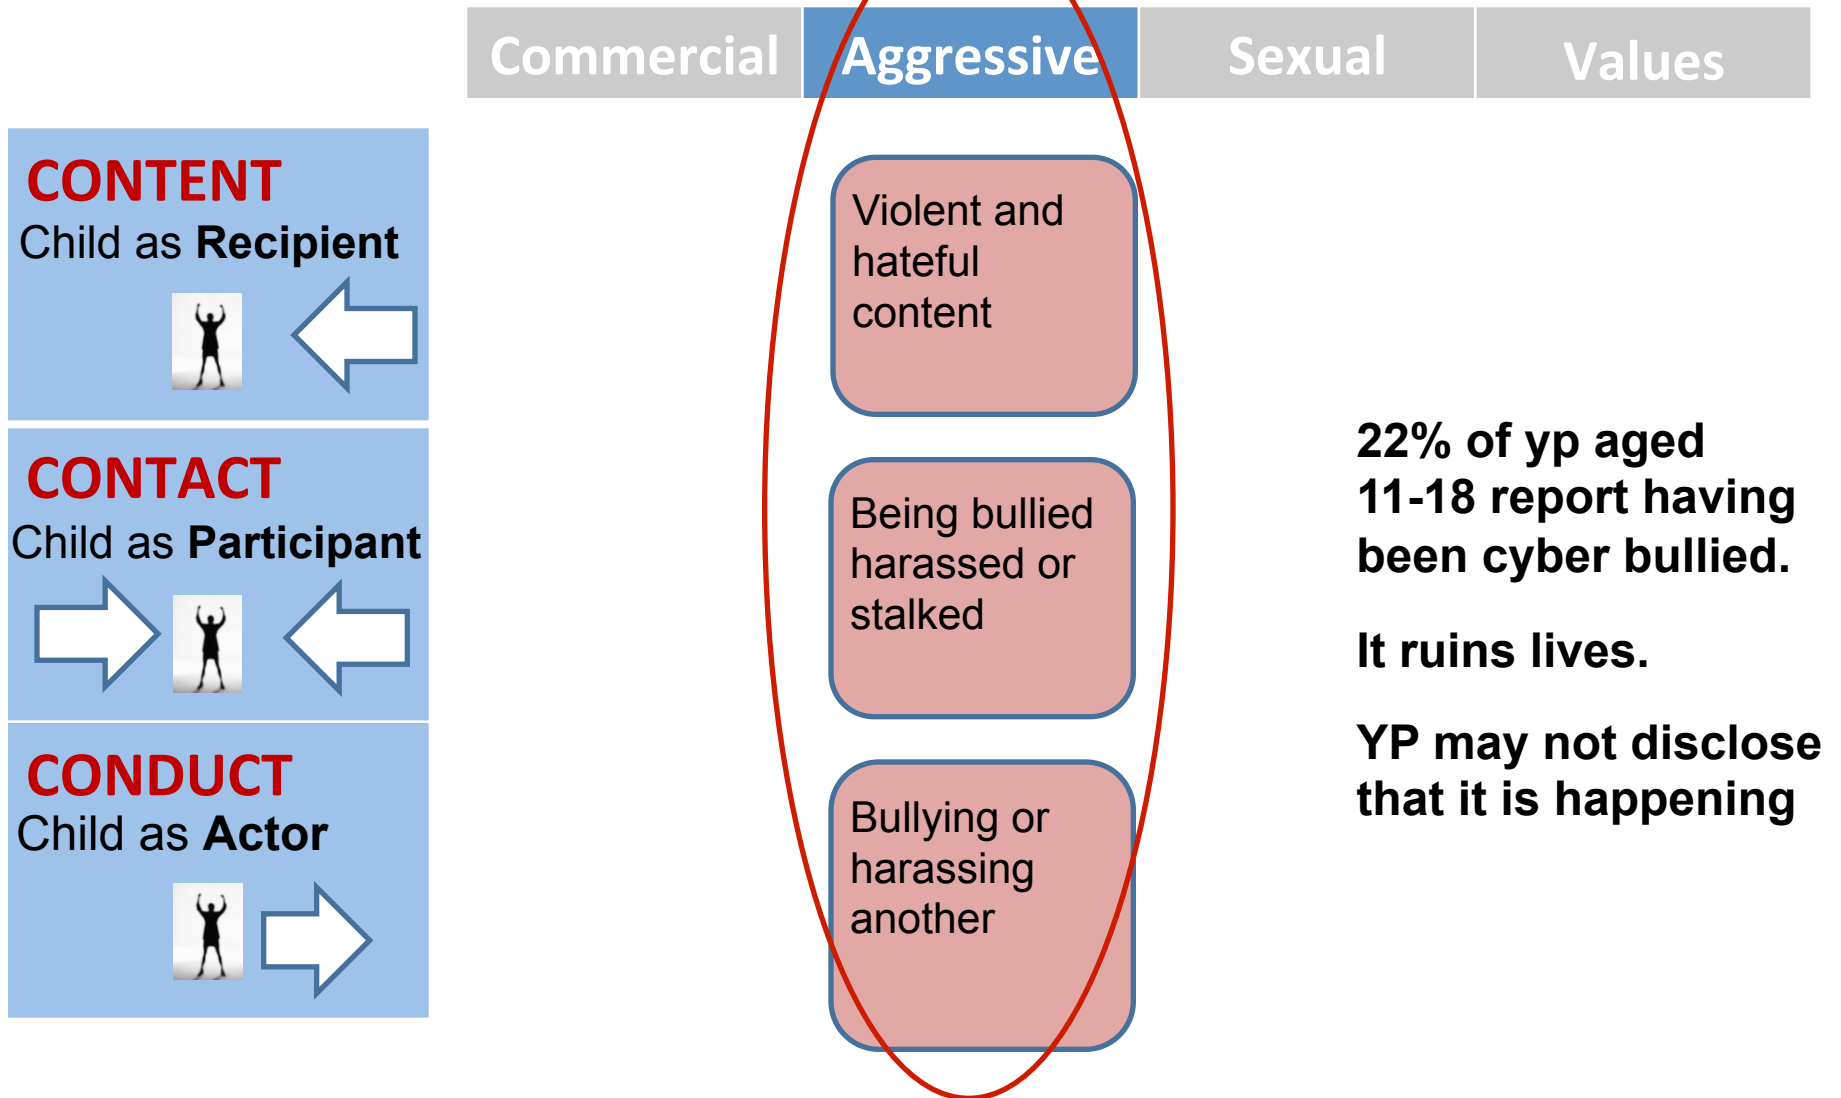 Commercial Aggressive Sexual Values
CONTENT
Child as Recipient
Violent and
hateful
content
CONTACT
Child as Participant
Being bullied
harassed or
stalked
CONDUCT
Child as Actor
Bullying or
harassing
another
22% of yp aged
11-18 report having
been cyber bullied.
It ruins lives.
YP may not disclose
that it is happening